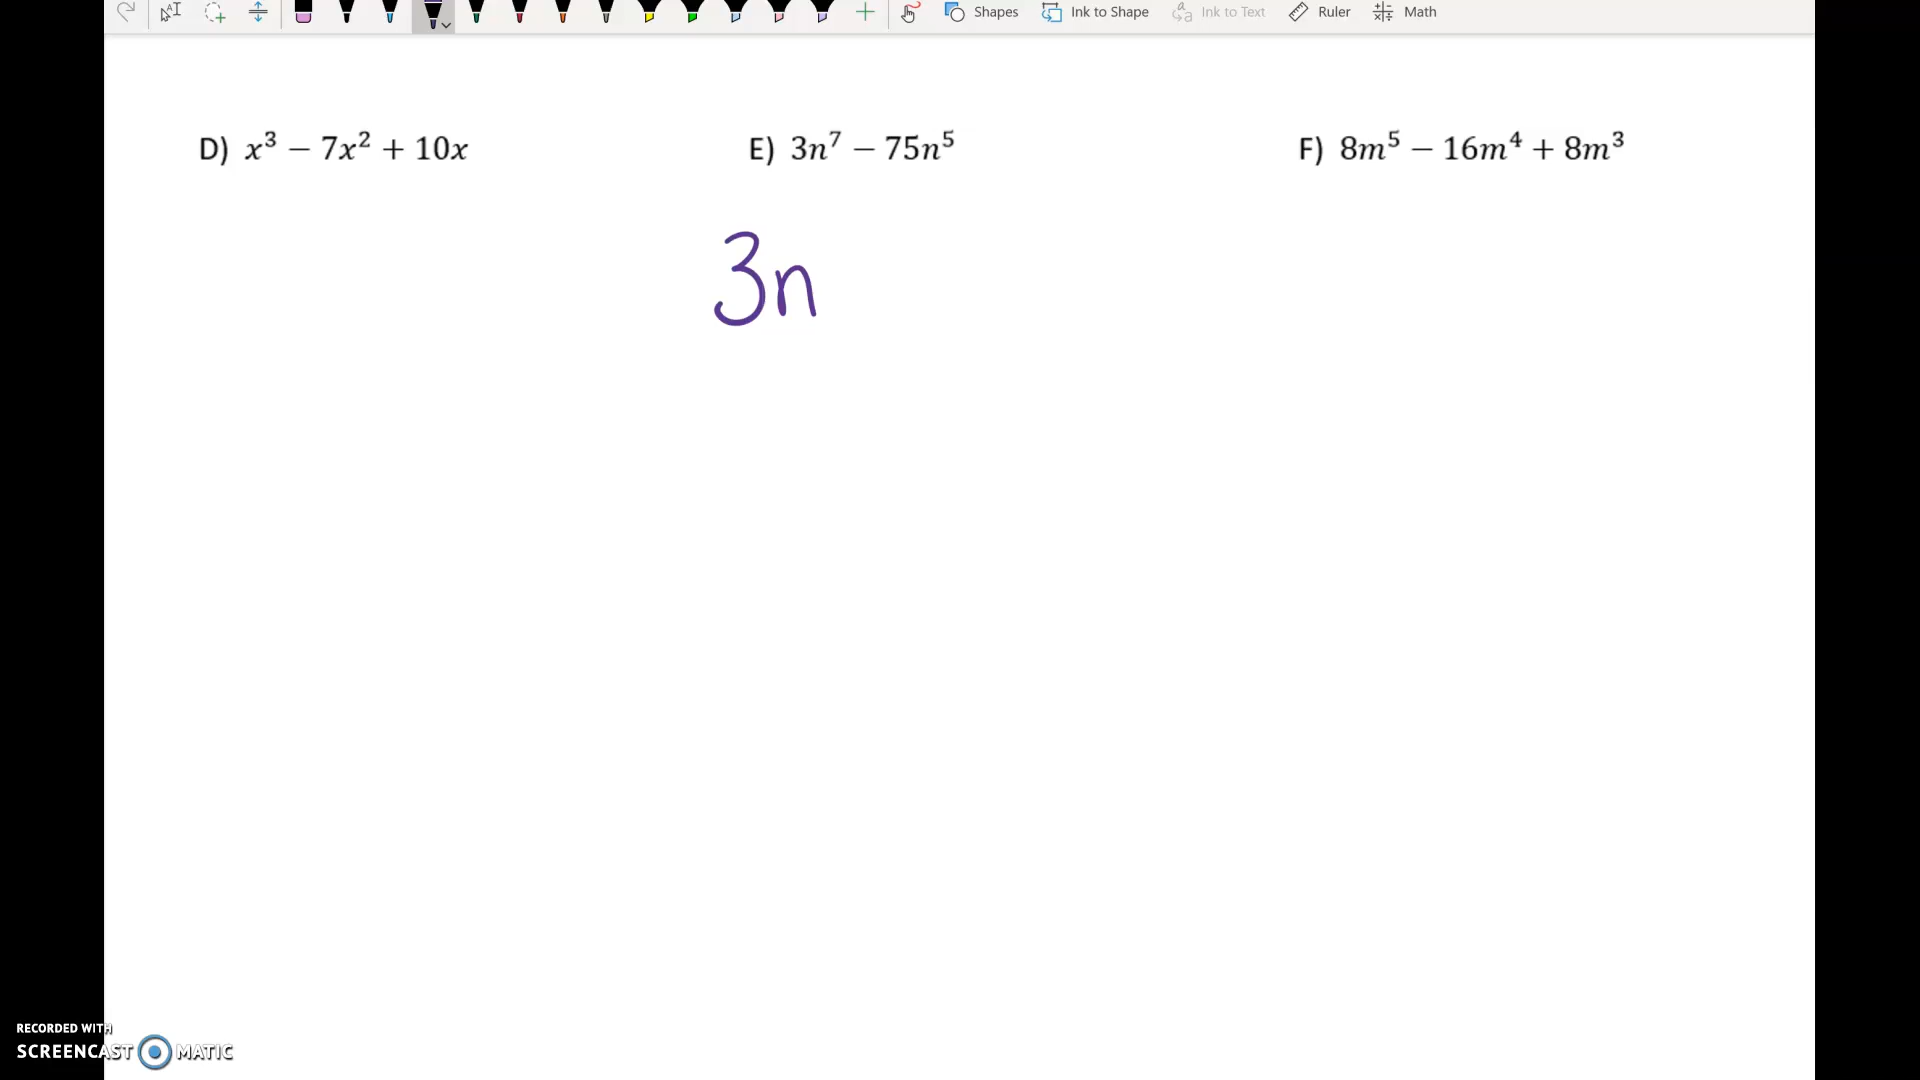 Shapes Ink to Shape Ink to Text Ruler Math
D) x³ − 7x² + 10x E) 3n⁷ − 75n⁵ F) 8m⁵ − 16m⁴ + 8m³
3n
RECORDED WITH
SCREENCAST MATIC